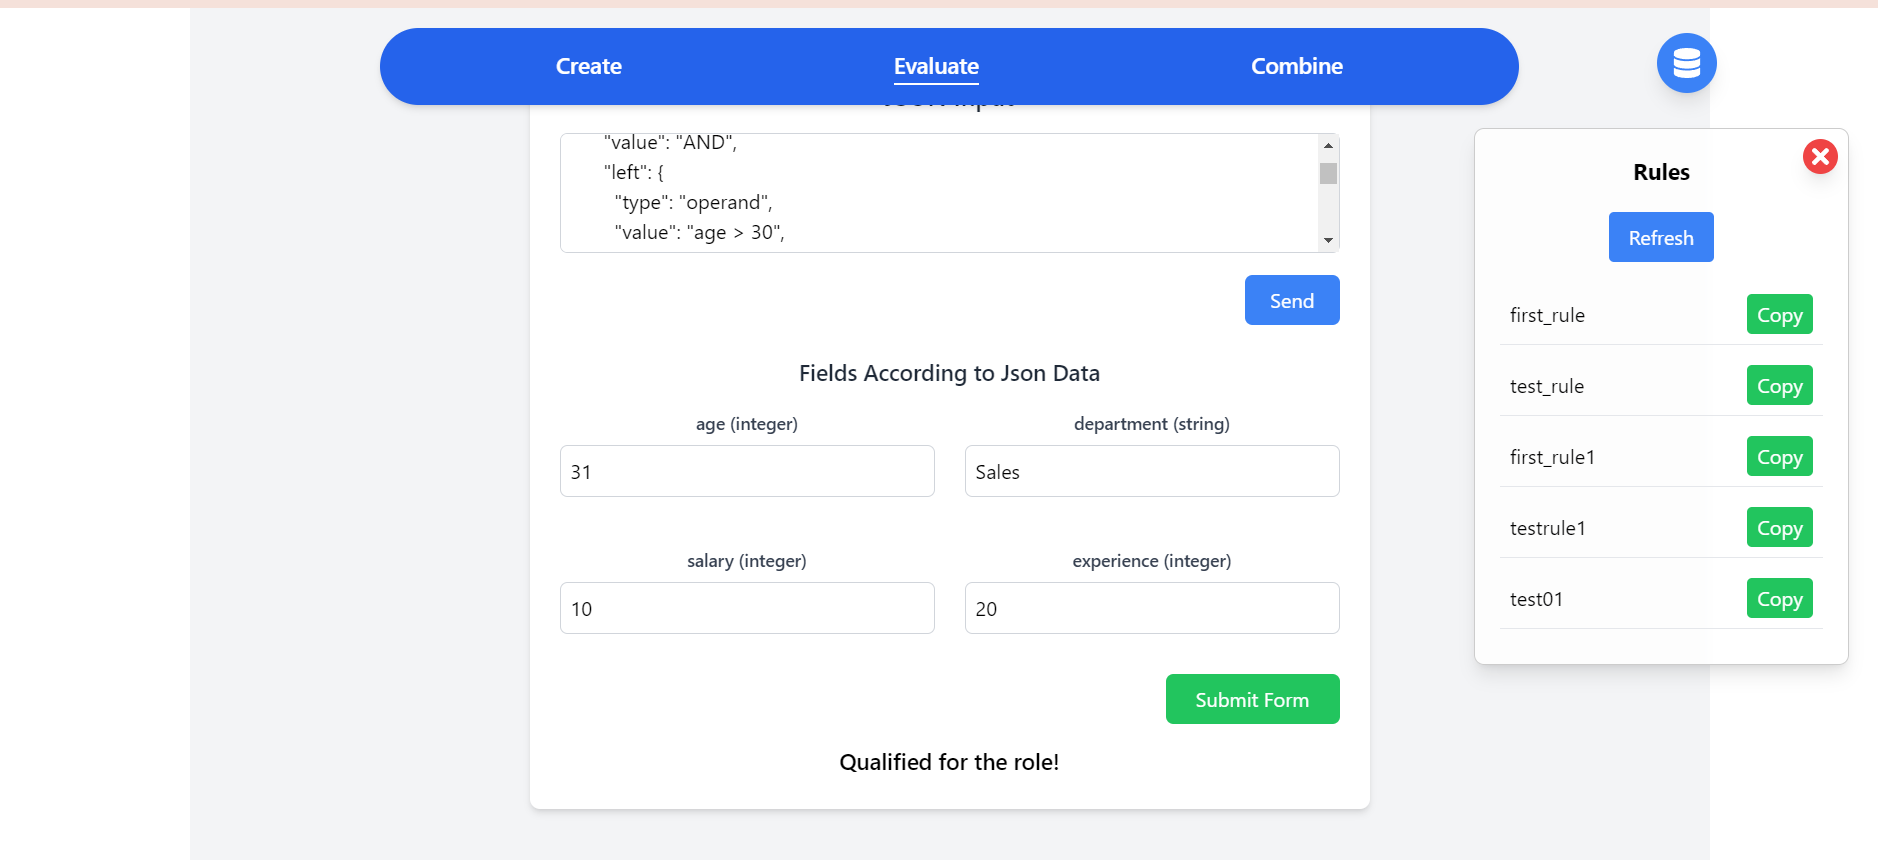 Create
Evaluate
Combine
"value": "AND",
"left": {
"type": "operand",
"value": "age > 30",
Send
Fields According to Json Data
age (integer)
department (string)
31
Sales
salary (integer)
experience (integer)
10
20
Submit Form
Qualified for the role!
Rules
Refresh
first_rule
Copy
test_rule
Copy
first_rule1
Copy
testrule1
Copy
test01
Copy